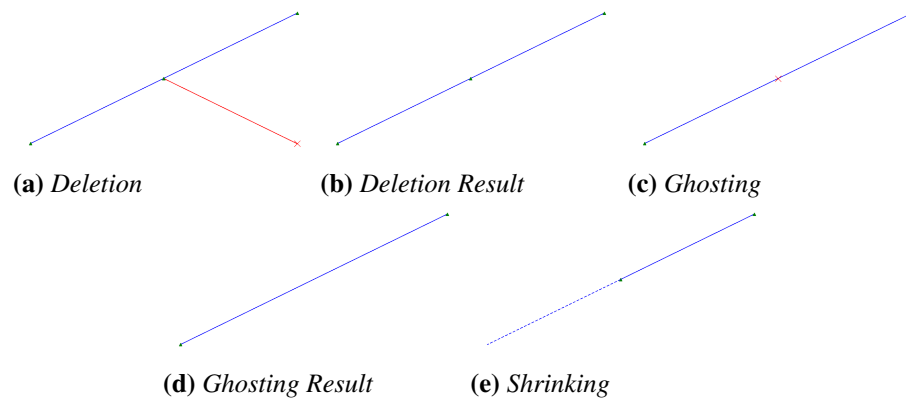 (a) Deletion
(b) Deletion Result
(c) Ghosting
(d) Ghosting Result
(e) Shrinking